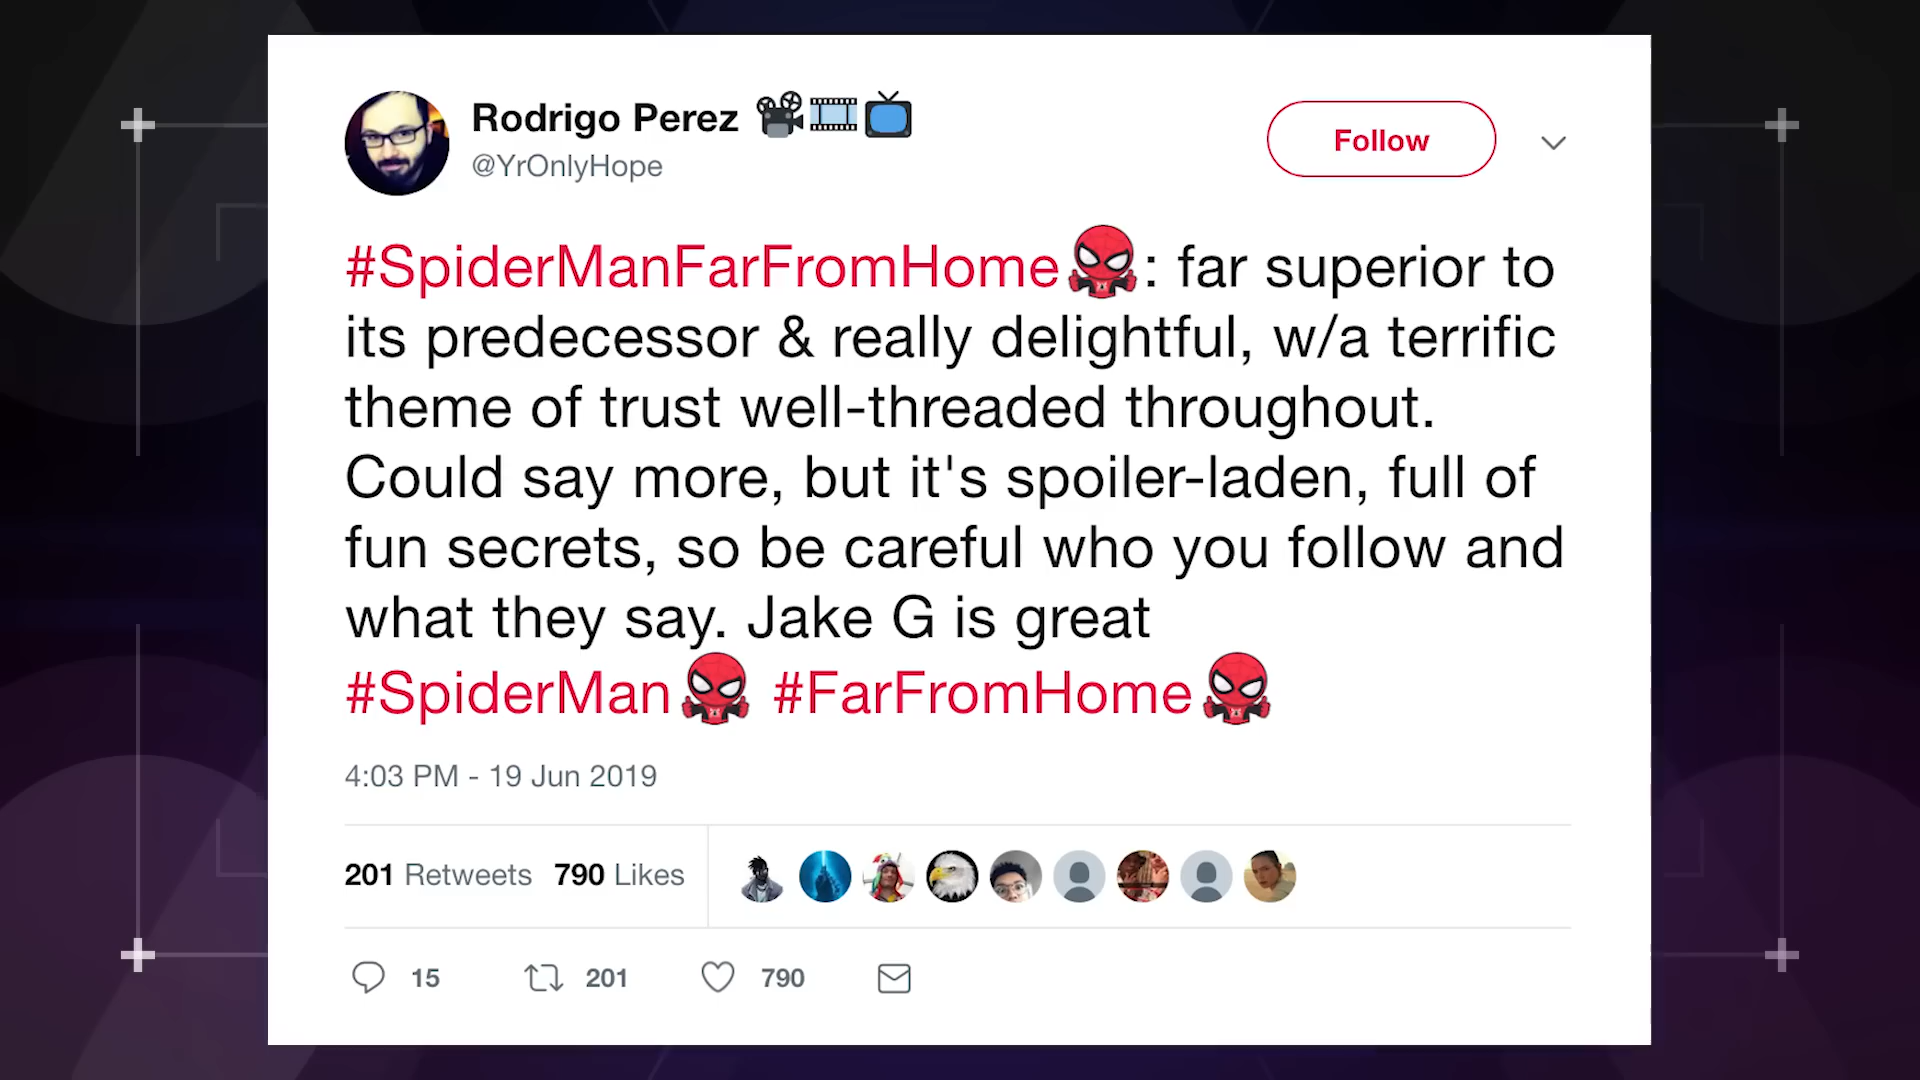 Rodrigo Perez 🎥🎞📺
@YrOnlyHope
Follow
#SpiderManFarFromHome: far superior to
its predecessor & really delightful, w/a terrific
theme of trust well-threaded throughout.
Could say more, but it's spoiler-laden, full of
fun secrets, so be careful who you follow and
what they say. Jake G is great
#SpiderMan #FarFromHome
4:03 PM - 19 Jun 2019
201 Retweets 790 Likes
15 201 790